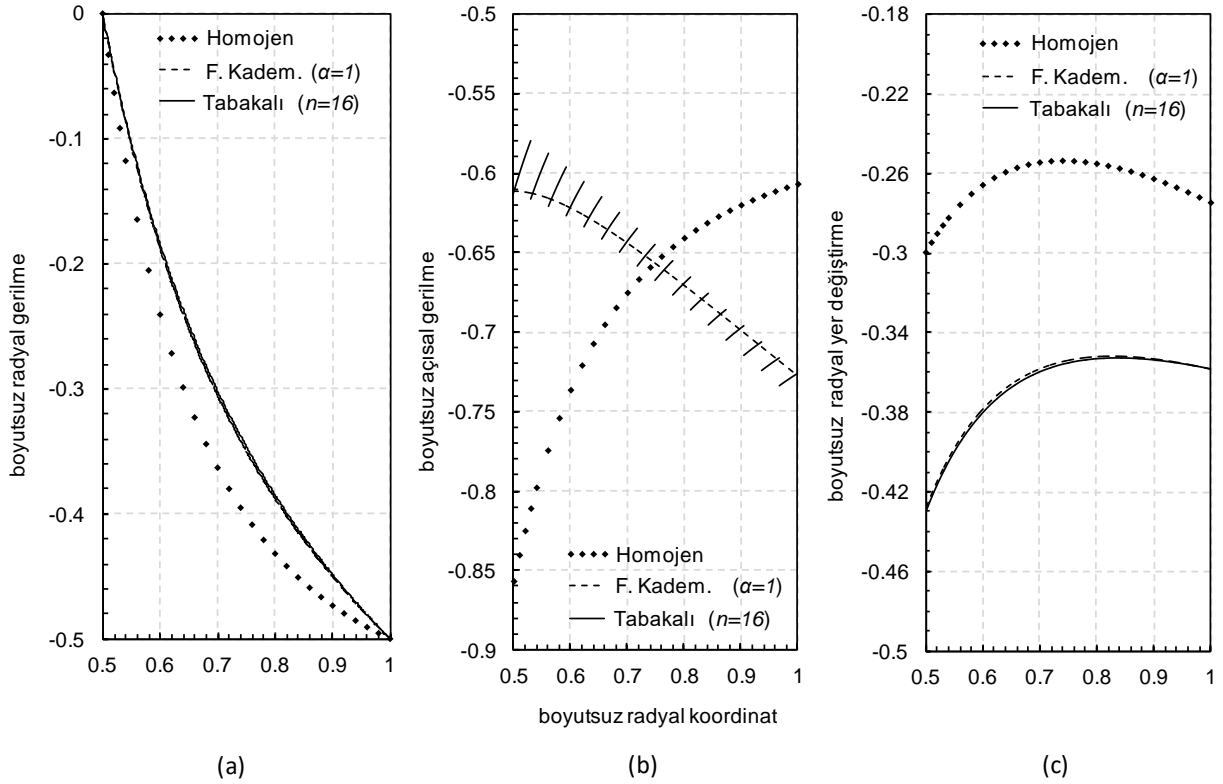 boyutsuz radyal gerilme
0
-0.1
-0.2
-0.3
-0.4
-0.5
Homojen
F. Kadem. (α=1)
Tabakalı (n=16)
0.5 0.6 0.7 0.8 0.9 1
(a)
boyutsuz açısal gerilme
-0.5
-0.55
-0.6
-0.65
-0.7
-0.75
-0.8
-0.85
-0.9
Homojen
F. Kadem. (α=1)
Tabakalı (n=16)
0.5 0.6 0.7 0.8 0.9 1
boyutsuz radyal koordinat
(b)
boyutsuz radyal yer değiştirme
-0.18
-0.22
-0.26
-0.3
-0.34
-0.38
-0.42
-0.46
-0.5
Homojen
F. Kadem. (α=1)
Tabakalı (n=16)
0.5 0.6 0.7 0.8 0.9 1
(c)